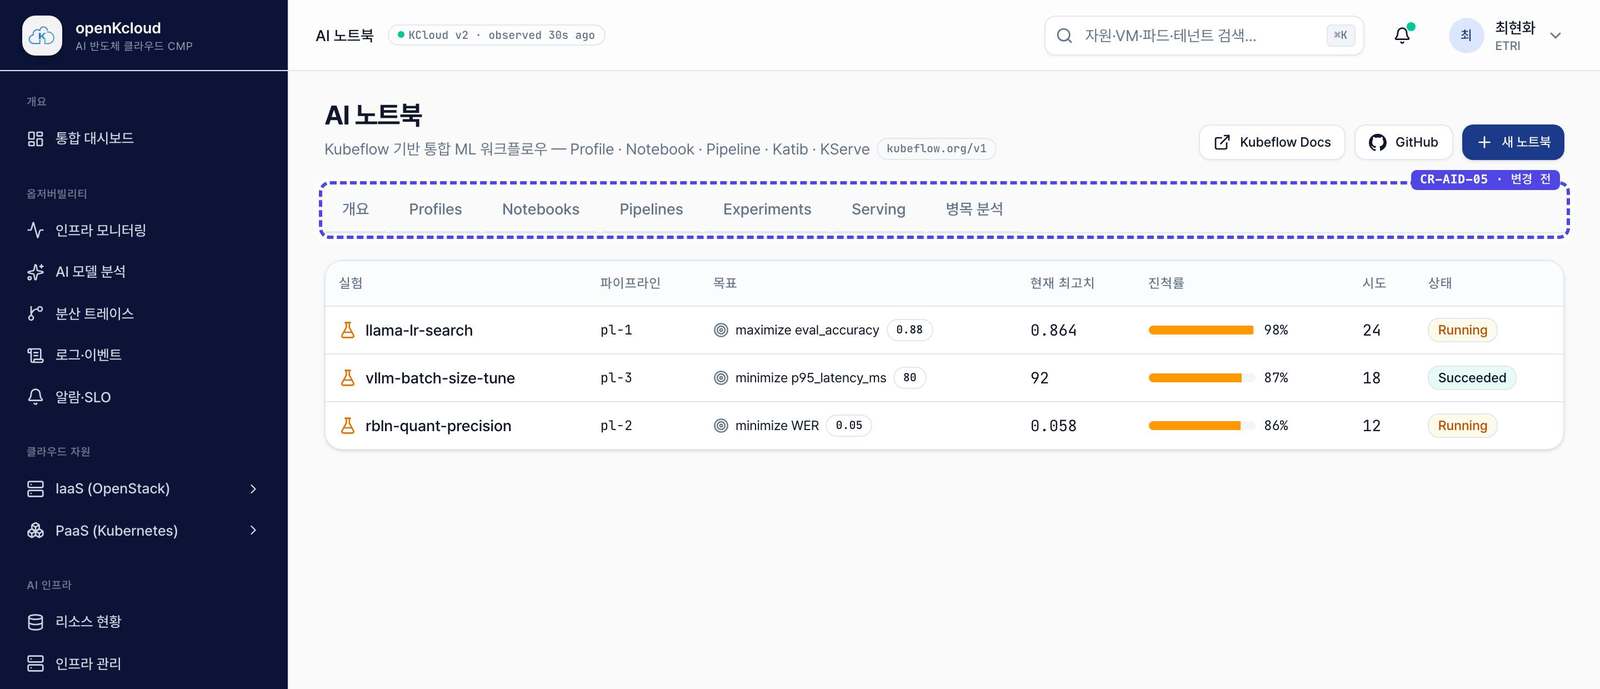 openKcloud
AI 반도체 클라우드 CMP
개요
통합 대시보드
옵저버빌리티
인프라 모니터링
AI 모델 분석
분산 트레이스
로그·이벤트
알람·SLO
클라우드 자원
IaaS (OpenStack)
PaaS (Kubernetes)
AI 인프라
리소스 현황
인프라 관리
AI 노트북
KCloud v2 · observed 30s ago
자원·VM·파드·테넌트 검색...
⌘K
최
최현화
ETRI
AI 노트북
Kubeflow 기반 통합 ML 워크플로우 — Profile · Notebook · Pipeline · Katib · KServe kubeflow.org/v1
Kubeflow Docs
GitHub
새 노트북
CR-AID-05 · 변경 전
개요 Profiles Notebooks Pipelines Experiments Serving 병목 분석
실험 파이프라인 목표 현재 최고치 진척률 시도 상태
llama-lr-search pl-1 maximize eval_accuracy 0.88 0.864 98% 24 Running
vllm-batch-size-tune pl-3 minimize p95_latency_ms 80 92 87% 18 Succeeded
rbln-quant-precision pl-2 minimize WER 0.05 0.058 86% 12 Running